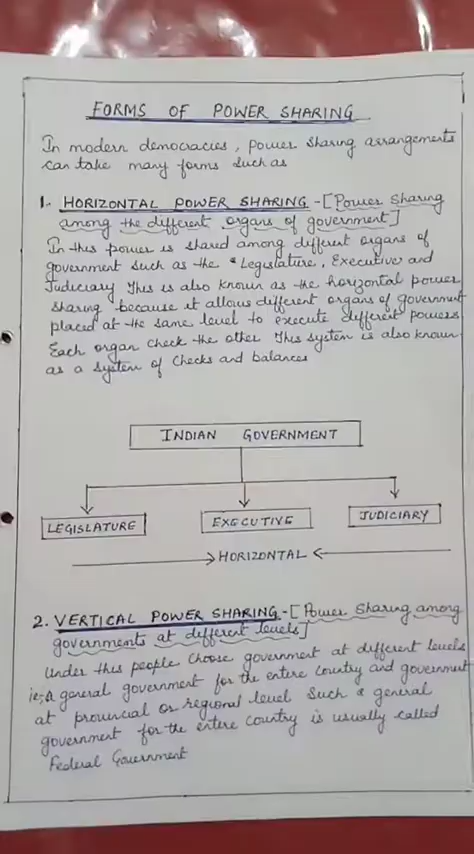 FORMS OF POWER SHARING
In modern democracies, power sharing arrangements
can take many forms such as
1. HORIZONTAL POWER SHARING - [Power sharing
among the different organs of government]
In this power is shared among different organs of
government such as the "Legislature, Executive and
Judiciary This is also known as the horizontal power
sharing because it allows different organs of government
placed at the same level to execute different powers
Each organ check the other This system is also known
as a system of checks and balances
INDIAN GOVERNMENT
LEGISLATURE EXECUTIVE JUDICIARY
HORIZONTAL
2. VERTICAL POWER SHARING - [Power sharing among
governments at different levels]
Under this people choose government at different levels
ie; A general government for the entire country and government
at provincial or regional level Such a general
government for the entere country is usually called
Federal Government